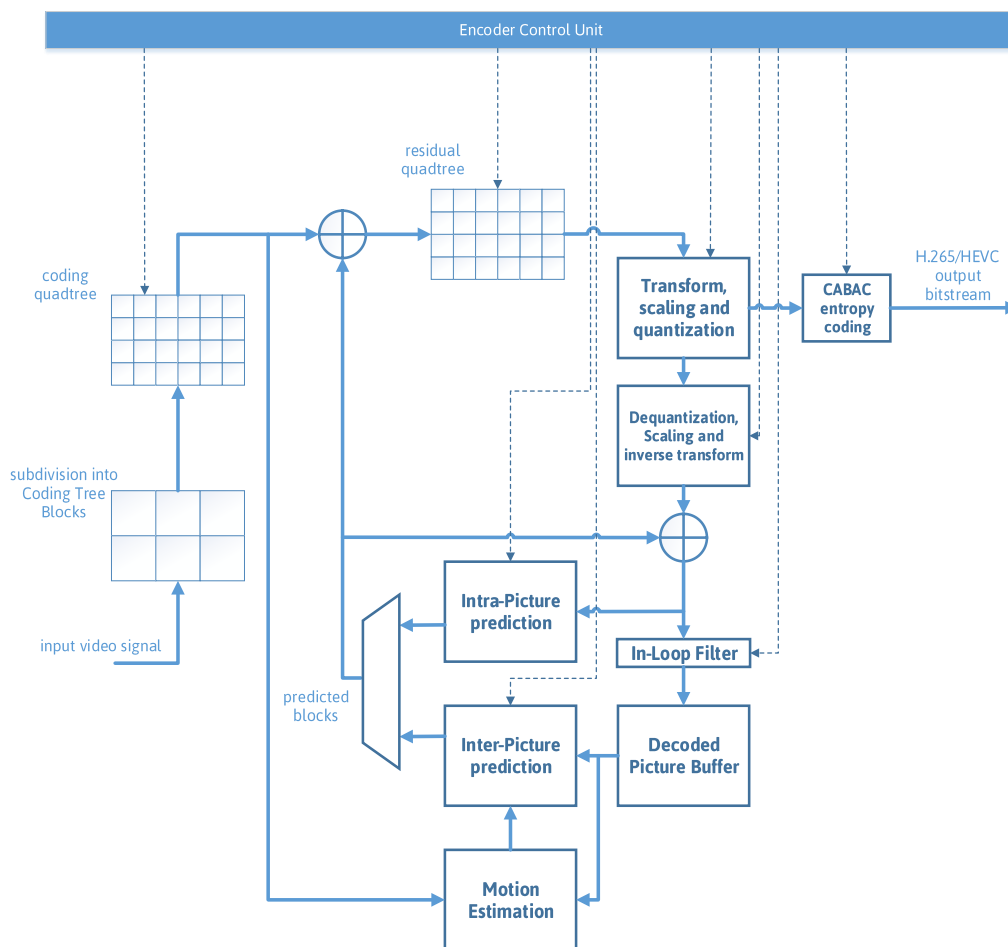 Encoder Control Unit
residual
quadtree
coding
quadtree
H.265/HEVC
output
bitstream
Transform,
scaling and
quantization
CABAC
entropy
coding
Dequantization,
Scaling and
inverse transform
subdivision into
Coding Tree
Blocks
input video signal
Intra-Picture
prediction
In-Loop Filter
predicted
blocks
Inter-Picture
prediction
Decoded
Picture Buffer
Motion
Estimation